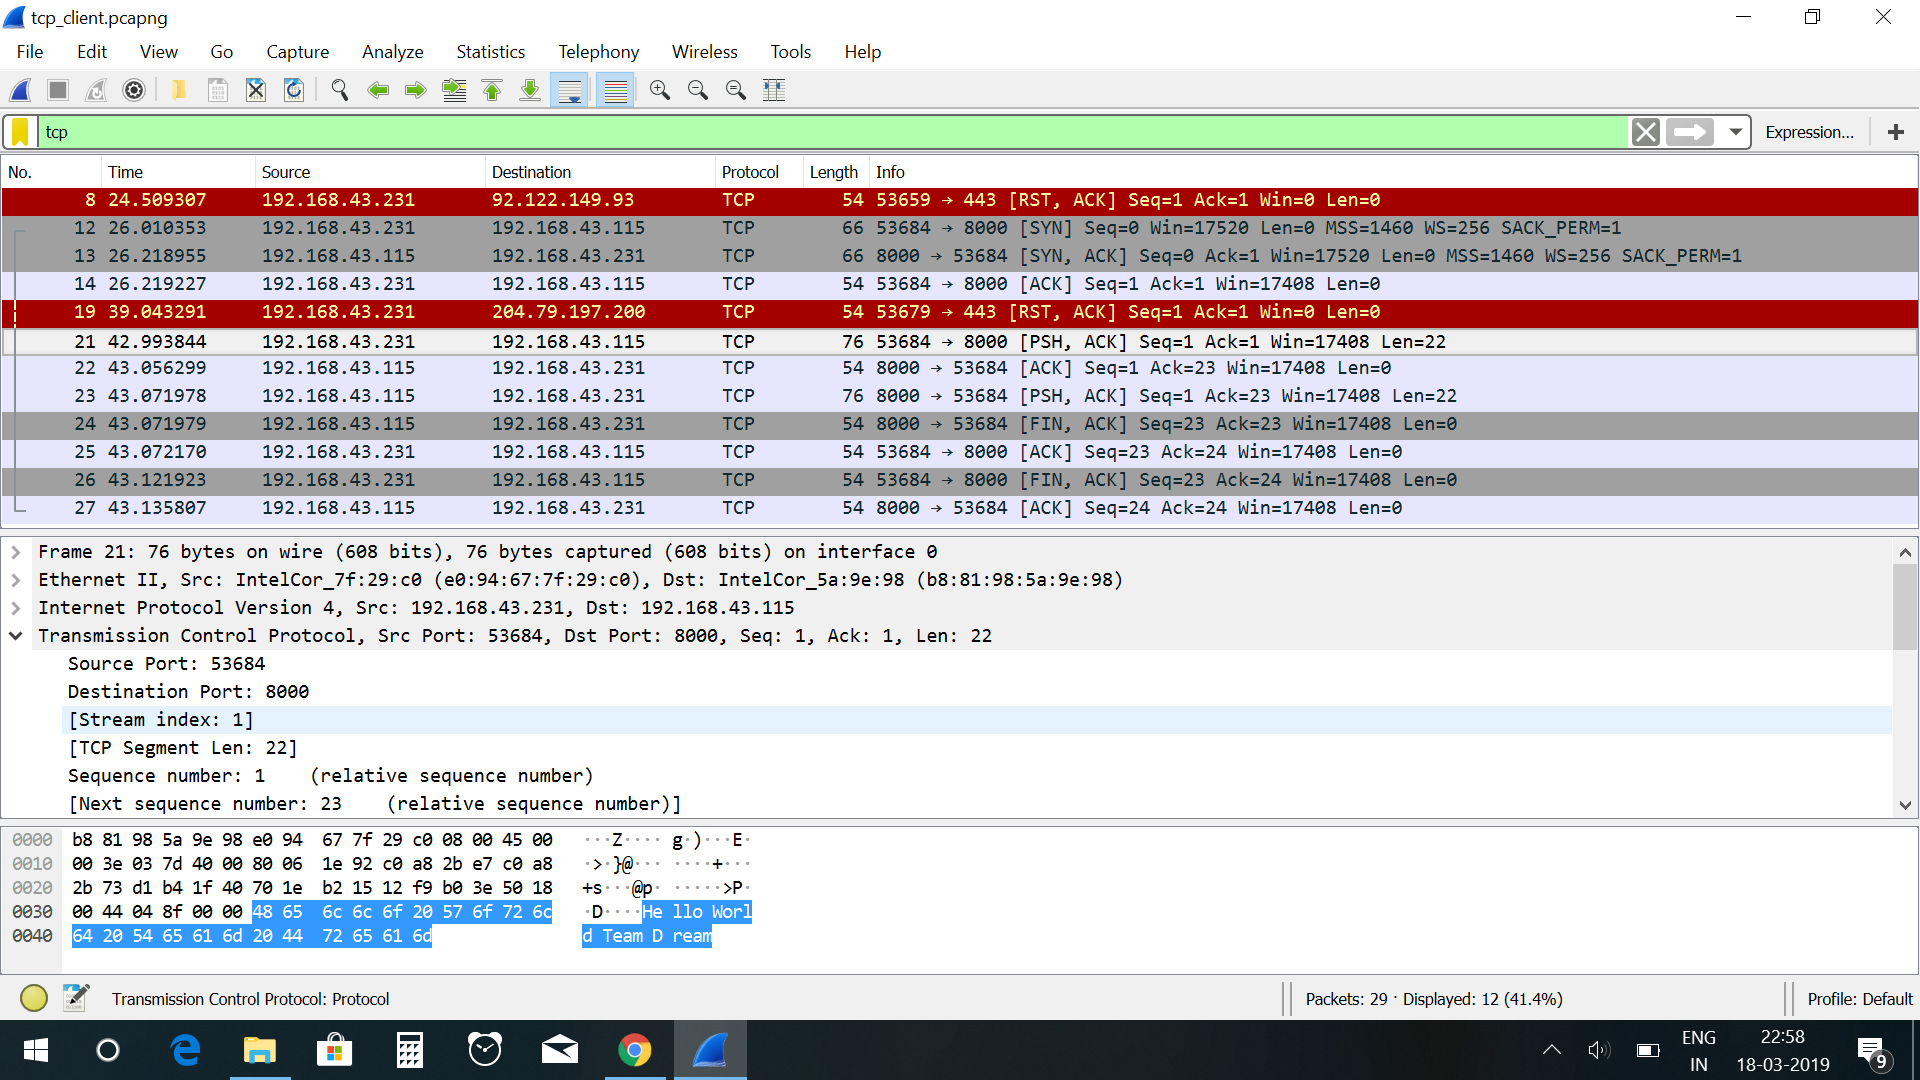 tcp_client.pcapng
File Edit View Go Capture Analyze Statistics Telephony Wireless Tools Help
tcp
Expression... +
No. Time Source Destination Protocol Length Info
8 24.509307 192.168.43.231 92.122.149.93 TCP 54 53659 → 443 [RST, ACK] Seq=1 Ack=1 Win=0 Len=0
12 26.010353 192.168.43.231 192.168.43.115 TCP 66 53684 → 8000 [SYN] Seq=0 Win=17520 Len=0 MSS=1460 WS=256 SACK_PERM=1
13 26.218955 192.168.43.115 192.168.43.231 TCP 66 8000 → 53684 [SYN, ACK] Seq=0 Ack=1 Win=17520 Len=0 MSS=1460 WS=256 SACK_PERM=1
14 26.219227 192.168.43.231 192.168.43.115 TCP 54 53684 → 8000 [ACK] Seq=1 Ack=1 Win=17408 Len=0
19 39.043291 192.168.43.231 204.79.197.200 TCP 54 53679 → 443 [RST, ACK] Seq=1 Ack=1 Win=0 Len=0
21 42.993844 192.168.43.231 192.168.43.115 TCP 76 53684 → 8000 [PSH, ACK] Seq=1 Ack=1 Win=17408 Len=22
22 43.056299 192.168.43.115 192.168.43.231 TCP 54 8000 → 53684 [ACK] Seq=1 Ack=23 Win=17408 Len=0
23 43.071978 192.168.43.115 192.168.43.231 TCP 76 8000 → 53684 [PSH, ACK] Seq=1 Ack=23 Win=17408 Len=22
24 43.071979 192.168.43.115 192.168.43.231 TCP 54 8000 → 53684 [FIN, ACK] Seq=23 Ack=23 Win=17408 Len=0
25 43.072170 192.168.43.231 192.168.43.115 TCP 54 53684 → 8000 [ACK] Seq=23 Ack=24 Win=17408 Len=0
26 43.121923 192.168.43.231 192.168.43.115 TCP 54 53684 → 8000 [FIN, ACK] Seq=23 Ack=24 Win=17408 Len=0
27 43.135807 192.168.43.115 192.168.43.231 TCP 54 8000 → 53684 [ACK] Seq=24 Ack=24 Win=17408 Len=0
Frame 21: 76 bytes on wire (608 bits), 76 bytes captured (608 bits) on interface 0
Ethernet II, Src: IntelCor_7f:29:c0 (e0:94:67:7f:29:c0), Dst: IntelCor_5a:9e:98 (b8:81:98:5a:9e:98)
Internet Protocol Version 4, Src: 192.168.43.231, Dst: 192.168.43.115
Transmission Control Protocol, Src Port: 53684, Dst Port: 8000, Seq: 1, Ack: 1, Len: 22
Source Port: 53684
Destination Port: 8000
[Stream index: 1]
[TCP Segment Len: 22]
Sequence number: 1 (relative sequence number)
[Next sequence number: 23 (relative sequence number)]
0000 b8 81 98 5a 9e 98 e0 94 67 7f 29 c0 08 00 45 00 ···Z···· g·)···E·
0010 00 3e 03 7d 40 00 80 06 1e 92 c0 a8 2b e7 c0 a8 ·>·}@··· ····+···
0020 2b 73 d1 b4 1f 40 70 1e b2 15 12 f9 b0 3e 50 18 +s···@p· ·····>P·
0030 00 44 04 8f 00 00 48 65 6c 6c 6f 20 57 6f 72 6c ·D····He llo Worl
0040 64 20 54 65 61 6d 20 44 72 65 61 6d d Team D ream
Transmission Control Protocol: Protocol Packets: 29 · Displayed: 12 (41.4%) Profile: Default
ENG 22:58
IN 18-03-2019 9